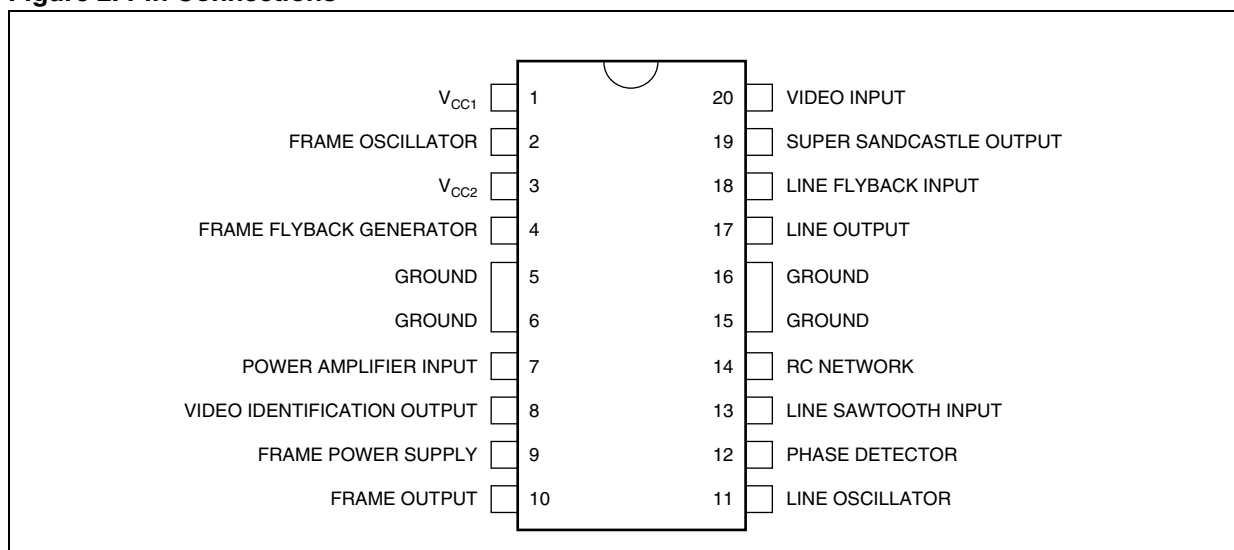 Figure 2. Pin Connections
VCC1 1 20 VIDEO INPUT
FRAME OSCILLATOR 2 19 SUPER SANDCASTLE OUTPUT
VCC2 3 18 LINE FLYBACK INPUT
FRAME FLYBACK GENERATOR 4 17 LINE OUTPUT
GROUND 5 16 GROUND
GROUND 6 15 GROUND
POWER AMPLIFIER INPUT 7 14 RC NETWORK
VIDEO IDENTIFICATION OUTPUT 8 13 LINE SAWTOOTH INPUT
FRAME POWER SUPPLY 9 12 PHASE DETECTOR
FRAME OUTPUT 10 11 LINE OSCILLATOR